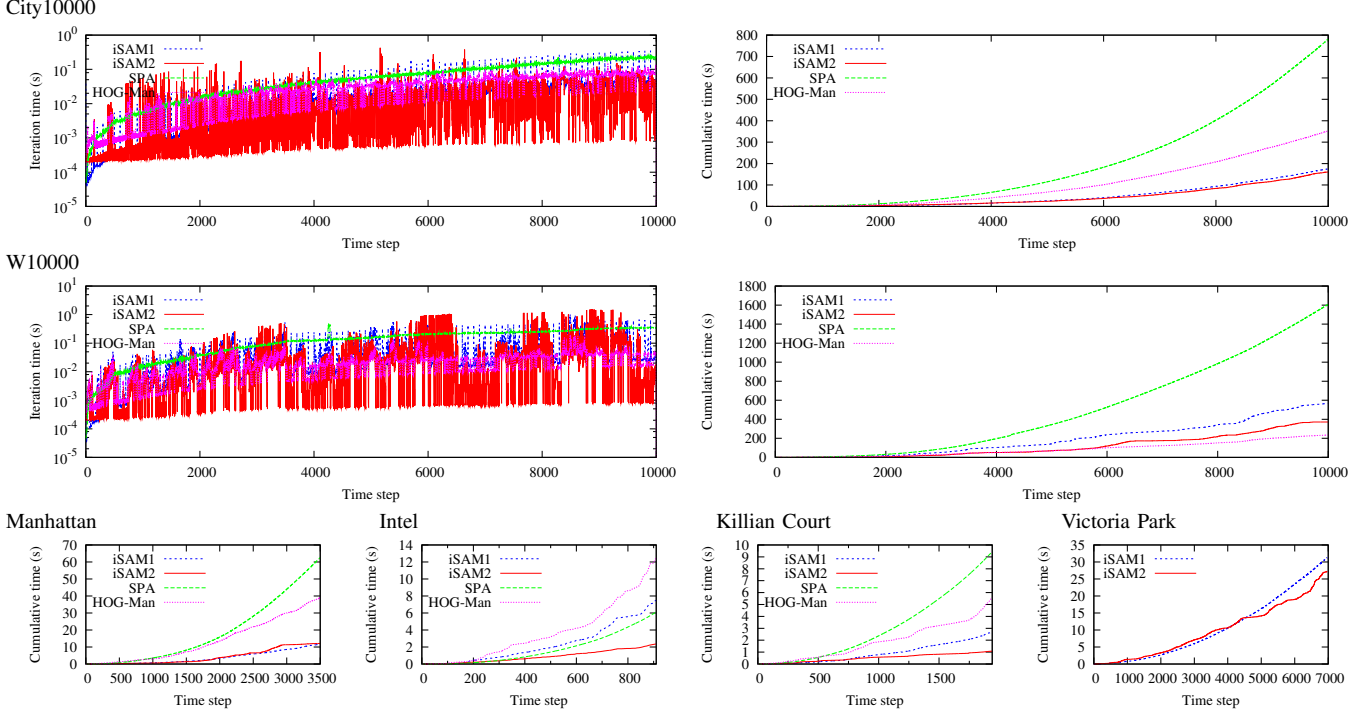 City10000
10^0
10^-1
10^-2
10^-3
10^-4
10^-5
Iteration time (s)
iSAM1
iSAM2
SPA
HOG-Man
0 2000 4000 6000 8000 10000
Time step
800
700
600
500
400
300
200
100
0
Cumulative time (s)
iSAM1
iSAM2
SPA
HOG-Man
0 2000 4000 6000 8000 10000
Time step
W10000
10^1
10^0
10^-1
10^-2
10^-3
10^-4
10^-5
Iteration time (s)
iSAM1
iSAM2
SPA
HOG-Man
0 2000 4000 6000 8000 10000
Time step
1800
1600
1400
1200
1000
800
600
400
200
0
Cumulative time (s)
iSAM1
iSAM2
SPA
HOG-Man
0 2000 4000 6000 8000 10000
Time step
Manhattan
70
60
50
40
30
20
10
0
Cumulative time (s)
iSAM1
iSAM2
SPA
HOG-Man
0 500 1000 1500 2000 2500 3000 3500
Time step
Intel
14
12
10
8
6
4
2
0
Cumulative time (s)
iSAM1
iSAM2
SPA
HOG-Man
0 200 400 600 800
Time step
Killian Court
10
9
8
7
6
5
4
3
2
1
0
Cumulative time (s)
iSAM1
iSAM2
SPA
HOG-Man
0 500 1000 1500
Time step
Victoria Park
35
30
25
20
15
10
5
0
Cumulative time (s)
iSAM1
iSAM2
0 1000 2000 3000 4000 5000 6000 7000
Time step